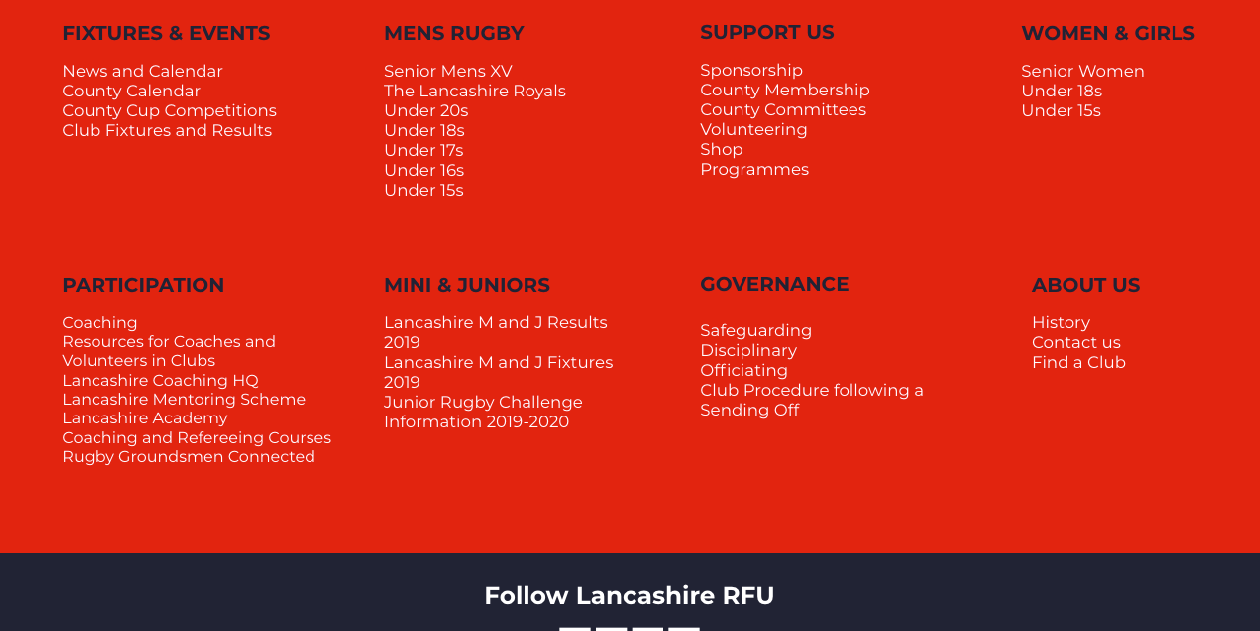 FIXTURES & EVENTS
News and Calendar
County Calendar
County Cup Competitions
Club Fixtures and Results
MENS RUGBY
Senior Mens XV
The Lancashire Royals
Under 20s
Under 18s
Under 17s
Under 16s
Under 15s
SUPPORT US
Sponsorship
County Membership
County Committees
Volunteering
Shop
Programmes
WOMEN & GIRLS
Senior Women
Under 18s
Under 15s
PARTICIPATION
Coaching
Resources for Coaches and
Volunteers in Clubs
Lancashire Coaching HQ
Lancashire Mentoring Scheme
Lancashire Academy
Coaching and Refereeing Courses
Rugby Groundsmen Connected
MINI & JUNIORS
Lancashire M and J Results
2019
Lancashire M and J Fixtures
2019
Junior Rugby Challenge
Information 2019-2020
GOVERNANCE
Safeguarding
Disciplinary
Officiating
Club Procedure following a
Sending Off
ABOUT US
History
Contact us
Find a Club
Follow Lancashire RFU